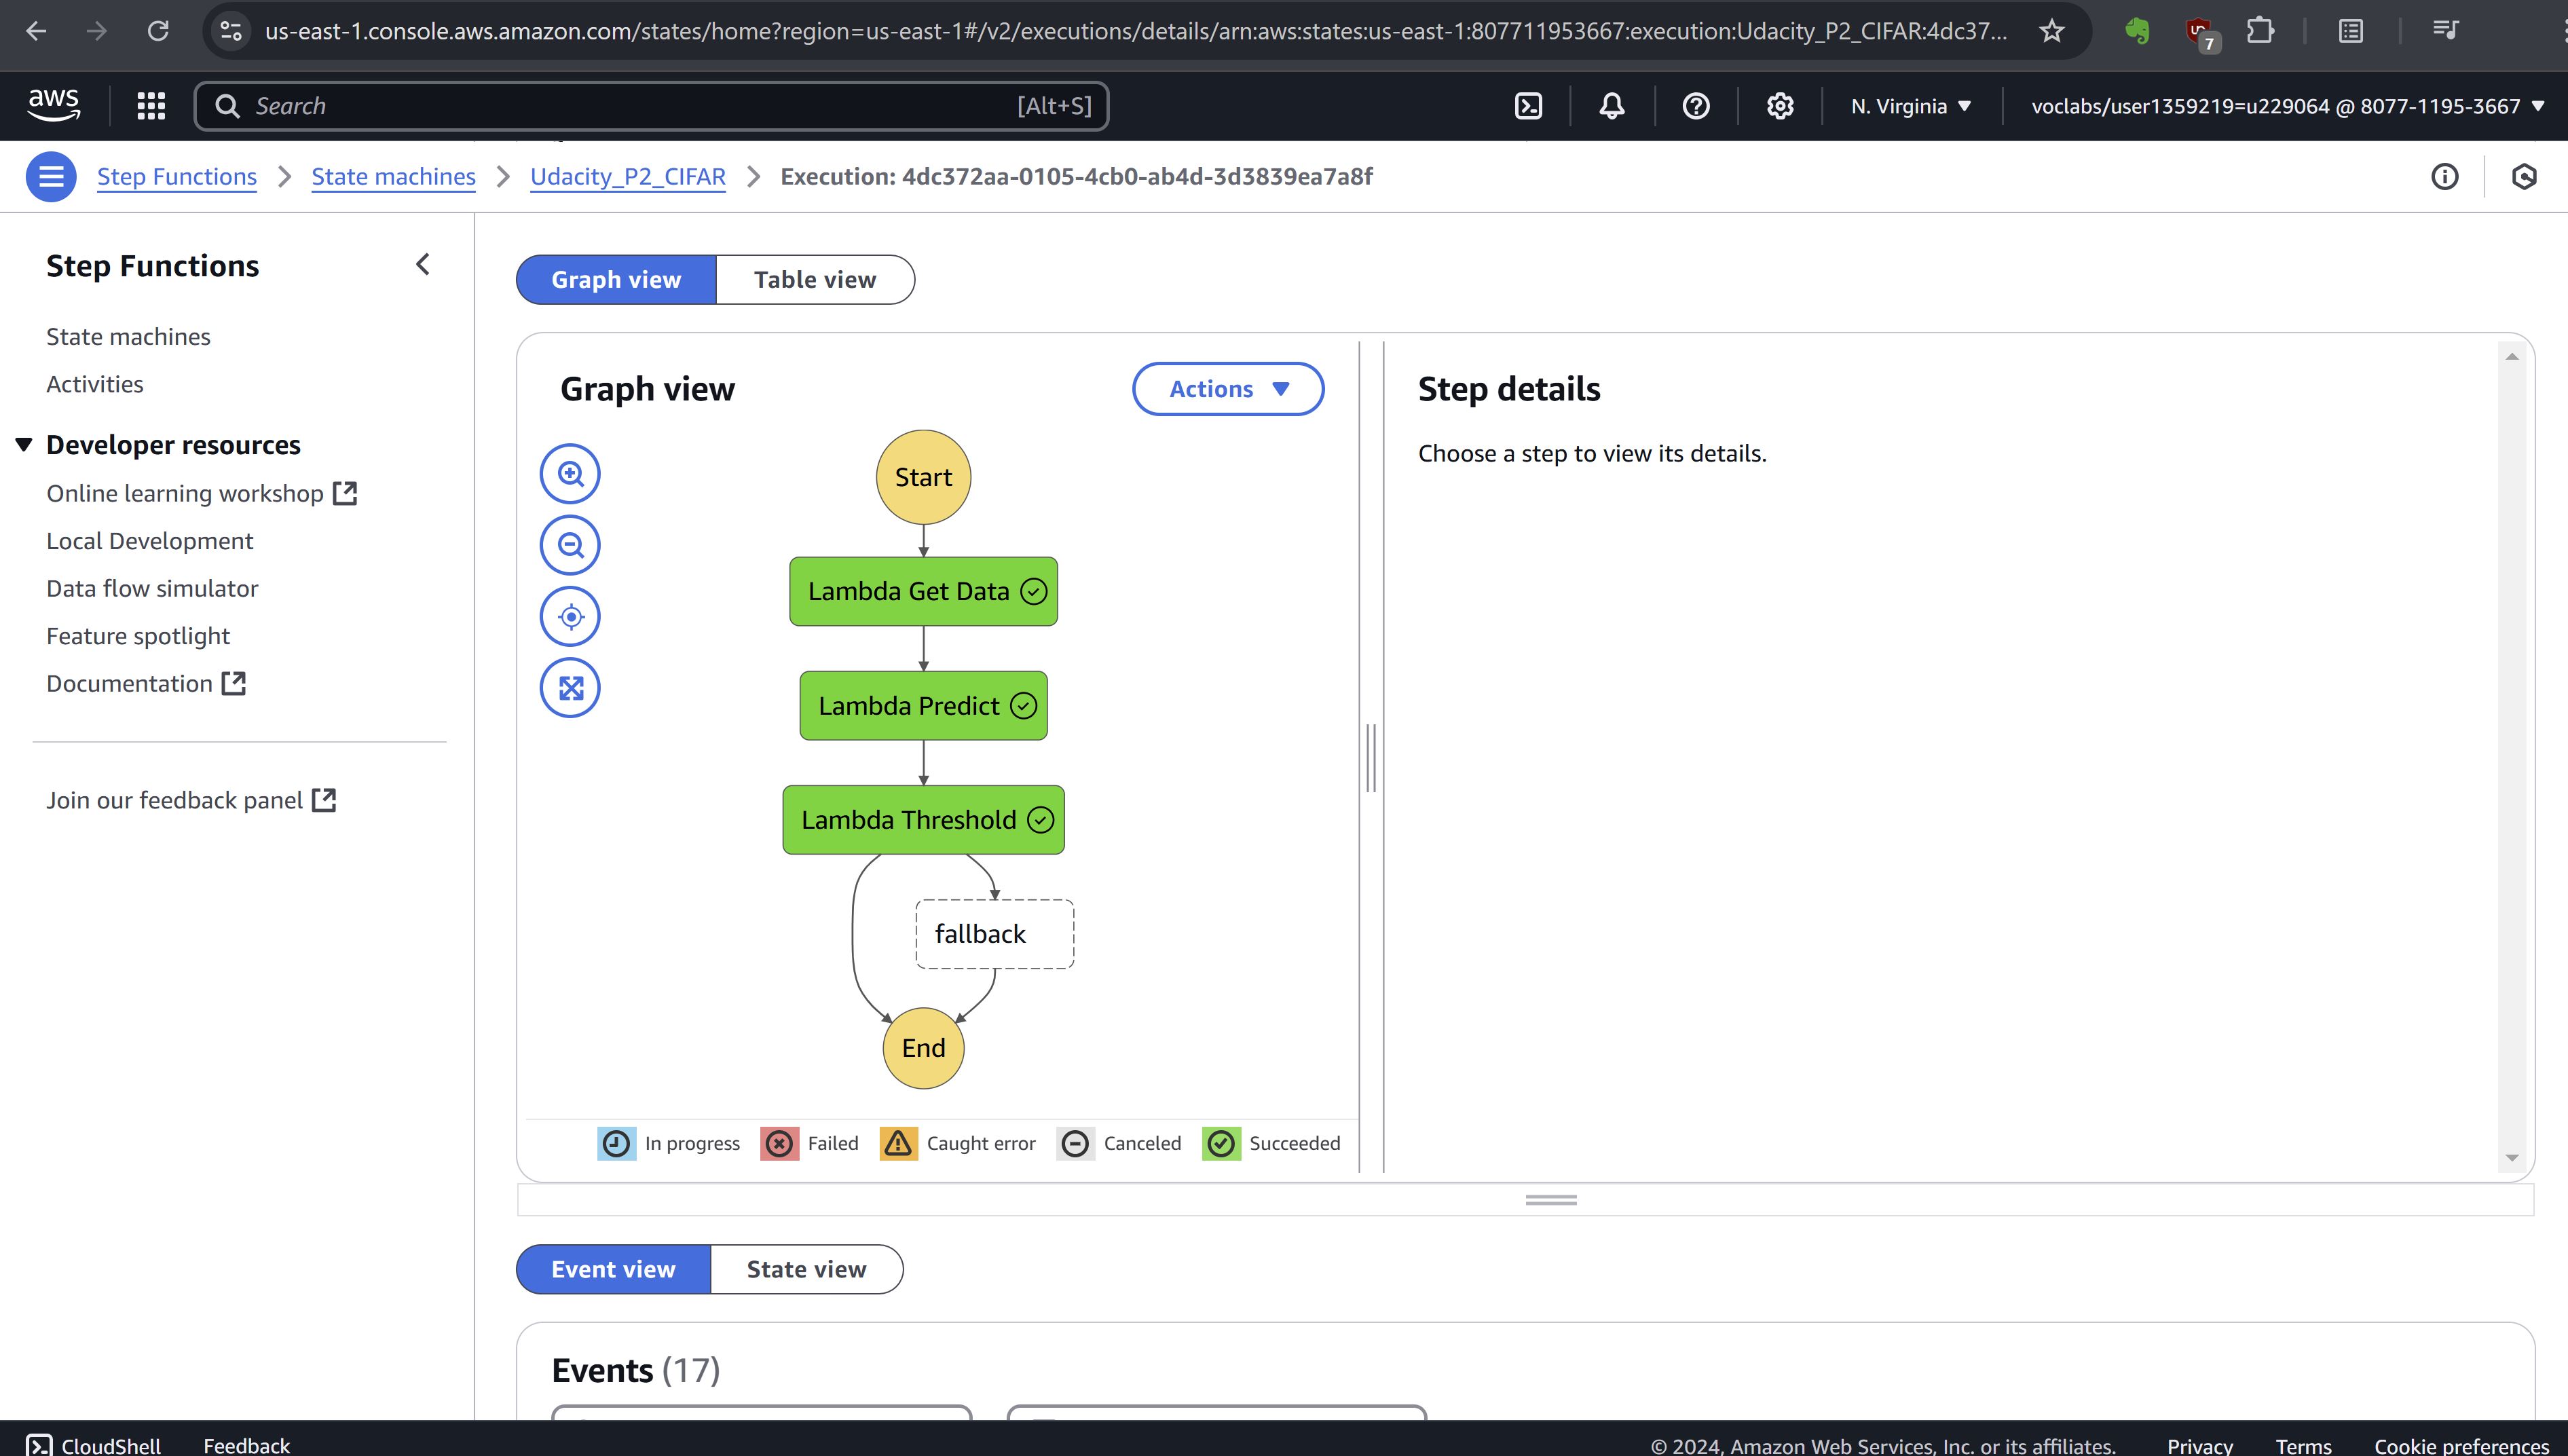 us-east-1.console.aws.amazon.com/states/home?region=us-east-1#/v2/executions/details/arn:aws:states:us-east-1:807711953667:execution:Udacity_P2_CIFAR:4dc37...
7
aws
Search
[Alt+S]
N. Virginia
voclabs/user1359219=u229064 @ 8077-1195-3667
Step Functions
State machines
Udacity_P2_CIFAR
Execution: 4dc372aa-0105-4cb0-ab4d-3d3839ea7a8f
Step Functions
State machines
Activities
Developer resources
Online learning workshop
Local Development
Data flow simulator
Feature spotlight
Documentation
Join our feedback panel
Graph view
Table view
Graph view
Actions
Start
Lambda Get Data
Lambda Predict
Lambda Threshold
fallback
End
In progress
Failed
Caught error
Canceled
Succeeded
Step details
Choose a step to view its details.
Event view
State view
Events (17)
CloudShell
Feedback
© 2024, Amazon Web Services, Inc. or its affiliates.
Privacy
Terms
Cookie preferences